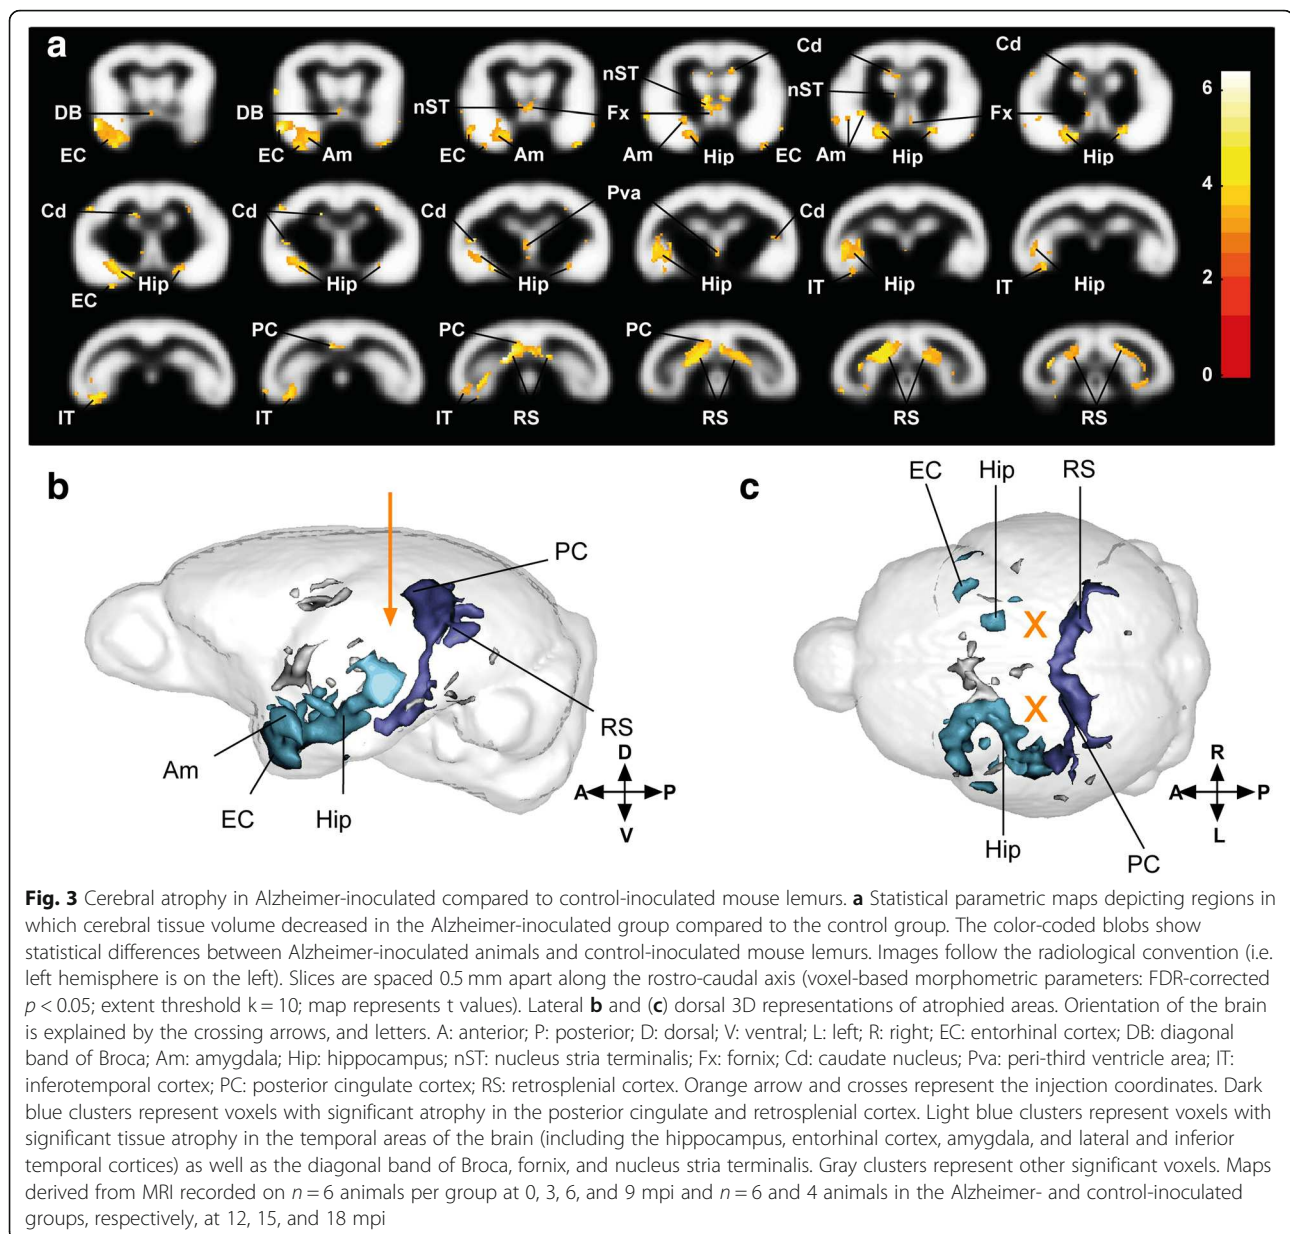 a
6
4
2
0
Cd
Cd
nST
nST
DB
DB
nST
Fx
Fx
EC
EC
Am
EC
Am
Am
Hip
EC
Am
Hip
Hip
Cd
Cd
Cd
Pva
Cd
Hip
Hip
Hip
Hip
Hip
EC
IT
IT
PC
PC
PC
IT
IT
IT
RS
RS
RS
RS
b
PC
RS
Am
EC
Hip
D
A
P
V
c
EC
Hip
RS
X
X
Hip
PC
R
A
P
L
Fig. 3 Cerebral atrophy in Alzheimer-inoculated compared to control-inoculated mouse lemurs. a Statistical parametric maps depicting regions in
which cerebral tissue volume decreased in the Alzheimer-inoculated group compared to the control group. The color-coded blobs show
statistical differences between Alzheimer-inoculated animals and control-inoculated mouse lemurs. Images follow the radiological convention (i.e.
left hemisphere is on the left). Slices are spaced 0.5 mm apart along the rostro-caudal axis (voxel-based morphometric parameters: FDR-corrected
p < 0.05; extent threshold k = 10; map represents t values). Lateral b and (c) dorsal 3D representations of atrophied areas. Orientation of the brain
is explained by the crossing arrows, and letters. A: anterior; P: posterior; D: dorsal; V: ventral; L: left; R: right; EC: entorhinal cortex; DB: diagonal
band of Broca; Am: amygdala; Hip: hippocampus; nST: nucleus stria terminalis; Fx: fornix; Cd: caudate nucleus; Pva: peri-third ventricle area; IT:
inferotemporal cortex; PC: posterior cingulate cortex; RS: retrosplenial cortex. Orange arrow and crosses represent the injection coordinates. Dark
blue clusters represent voxels with significant atrophy in the posterior cingulate and retrosplenial cortex. Light blue clusters represent voxels with
significant tissue atrophy in the temporal areas of the brain (including the hippocampus, entorhinal cortex, amygdala, and lateral and inferior
temporal cortices) as well as the diagonal band of Broca, fornix, and nucleus stria terminalis. Gray clusters represent other significant voxels. Maps
derived from MRI recorded on n = 6 animals per group at 0, 3, 6, and 9 mpi and n = 6 and 4 animals in the Alzheimer- and control-inoculated
groups, respectively, at 12, 15, and 18 mpi